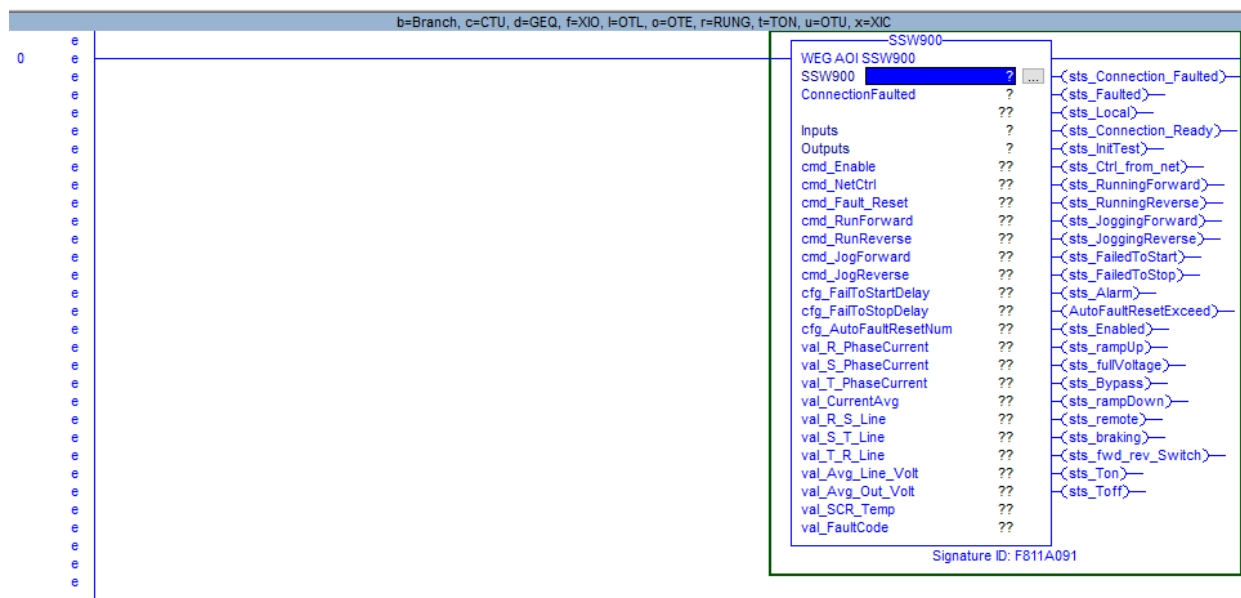 b=Branch, c=CTU, d=GEQ, f=XIO, l=OTL, o=OTE, r=RUNG, t=TON, u=OTU, x=XIC
e
SSW900
0 e WEG AOI SSW900
e SSW900 ? ... (sts_Connection_Faulted)
e ConnectionFaulted ? (sts_Faulted)
e ?? (sts_Local)
e Inputs ? (sts_Connection_Ready)
e Outputs ? (sts_InitTest)
e cmd_Enable ?? (sts_Ctrl_from_net)
e cmd_NetCtrl ?? (sts_RunningForward)
e cmd_Fault_Reset ?? (sts_RunningReverse)
e cmd_RunForward ?? (sts_JoggingForward)
e cmd_RunReverse ?? (sts_JoggingReverse)
e cmd_JogForward ?? (sts_FailedToStart)
e cmd_JogReverse ?? (sts_FailedToStop)
e cfg_FailToStartDelay ?? (sts_Alarm)
e cfg_FailToStopDelay ?? (AutoFaultResetExceed)
e cfg_AutoFaultResetNum ?? (sts_Enabled)
e val_R_PhaseCurrent ?? (sts_rampUp)
e val_S_PhaseCurrent ?? (sts_fullVoltage)
e val_T_PhaseCurrent ?? (sts_Bypass)
e val_CurrentAvg ?? (sts_rampDown)
e val_R_S_Line ?? (sts_remote)
e val_S_T_Line ?? (sts_braking)
e val_T_R_Line ?? (sts_fwd_rev_Switch)
e val_Avg_Line_Volt ?? (sts_Ton)
e val_Avg_Out_Volt ?? (sts_Toff)
e val_SCR_Temp ??
e val_FaultCode ??
e
e Signature ID: F811A091
e